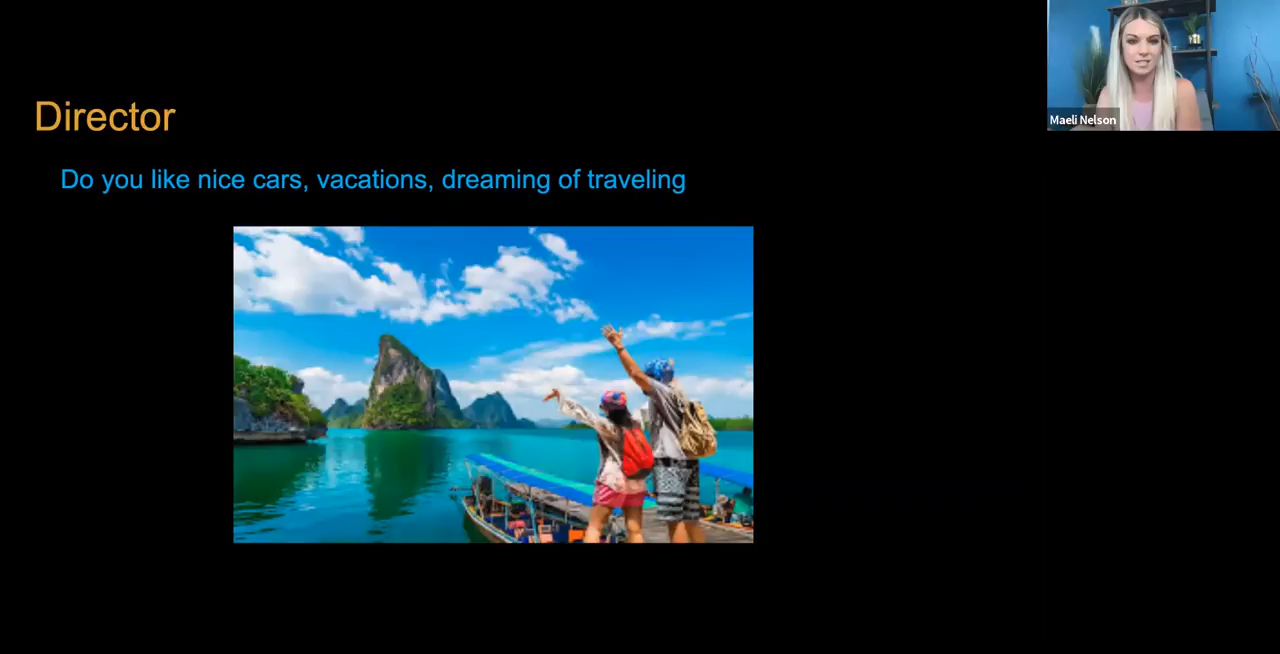 Director
Do you like nice cars, vacations, dreaming of traveling
Maeli Nelson